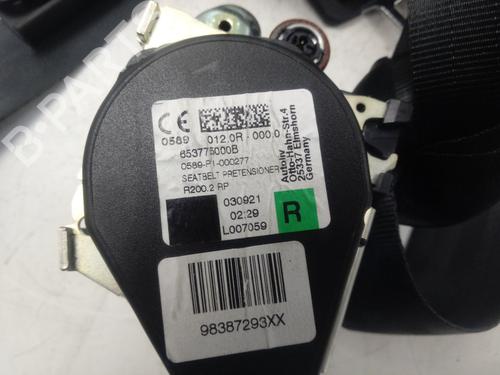 CE
0589 012.0R - 000.0
653775000B
0589-P1-000277
SEATBELT PRETENSIONER
R200.2 RP
Autoliv
Otto-Hahn-Str.4
25337 Elmshorn
Germany
030921
02:29
L007059
R
98387293XX
R-PARTS